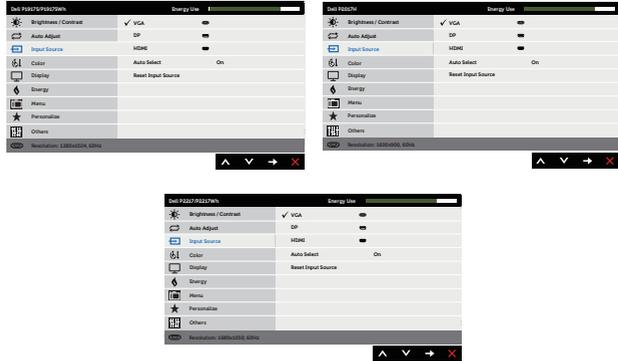 Dell P1917S/P1917SWh Energy Use
Brightness / Contrast ✓ VGA
Auto Adjust DP
Input Source HDMI
Color Auto Select On
Display Reset Input Source
Energy
Menu
Personalize
Others
Resolution: 1280x1024, 60Hz
Dell P2017H Energy Use
Brightness / Contrast ✓ VGA
Auto Adjust DP
Input Source HDMI
Color Auto Select On
Display Reset Input Source
Energy
Menu
Personalize
Others
Resolution: 1600x900, 60Hz
Dell P2217/P2217Wh Energy Use
Brightness / Contrast ✓ VGA
Auto Adjust DP
Input Source HDMI
Color Auto Select On
Display Reset Input Source
Energy
Menu
Personalize
Others
Resolution: 1680x1050, 60Hz